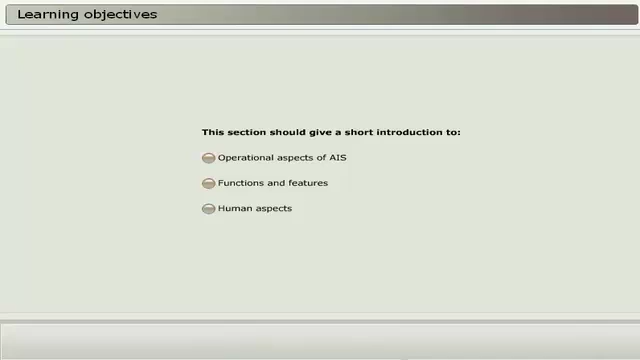 Learning objectives
This section should give a short introduction to:
Operational aspects of AIS
Functions and features
Human aspects